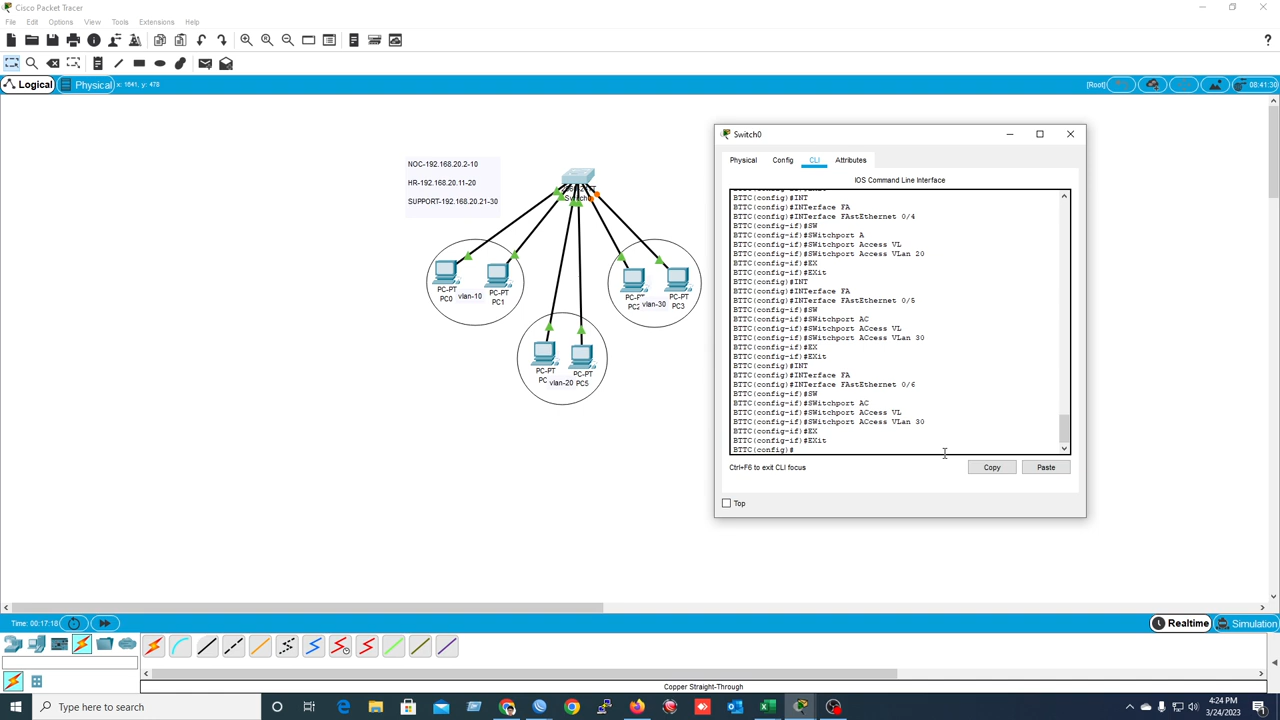 Cisco Packet Tracer
File Edit Options View Tools Extensions Help
Logical Physical x: 1641, y: 478 [Root] 08:41:30
NOC-192.168.20.2-10
HR-192.168.20.11-20
SUPPORT-192.168.20.21-30
Switch0
PC-PT
PC0
vlan-10
PC-PT
PC1
PC2
vlan-30
PC-PT
PC3
PC-PT
PC
vlan-20
PC-PT
PC5
Switch0
Physical Config CLI Attributes
IOS Command Line Interface
BTTC(config)#INT
BTTC(config)#INTerface FA
BTTC(config)#INTerface FAstEthernet 0/4
BTTC(config-if)#SW
BTTC(config-if)#SWitchport A
BTTC(config-if)#SWitchport Access VL
BTTC(config-if)#SWitchport Access VLan 20
BTTC(config-if)#EX
BTTC(config-if)#EXit
BTTC(config)#INT
BTTC(config)#INTerface FA
BTTC(config)#INTerface FAstEthernet 0/5
BTTC(config-if)#SW
BTTC(config-if)#SWitchport AC
BTTC(config-if)#SWitchport ACcess VL
BTTC(config-if)#SWitchport ACcess VLan 30
BTTC(config-if)#EX
BTTC(config-if)#EXit
BTTC(config)#INT
BTTC(config)#INTerface FA
BTTC(config)#INTerface FAstEthernet 0/6
BTTC(config-if)#SW
BTTC(config-if)#SWitchport AC
BTTC(config-if)#SWitchport ACcess VL
BTTC(config-if)#SWitchport ACcess VLan 30
BTTC(config-if)#EX
BTTC(config-if)#EXit
BTTC(config)#
Ctrl+F6 to exit CLI focus Copy Paste
Top
Time: 00:17:18 Realtime Simulation
Copper Straight-Through
Type here to search
4:24 PM
3/24/2023